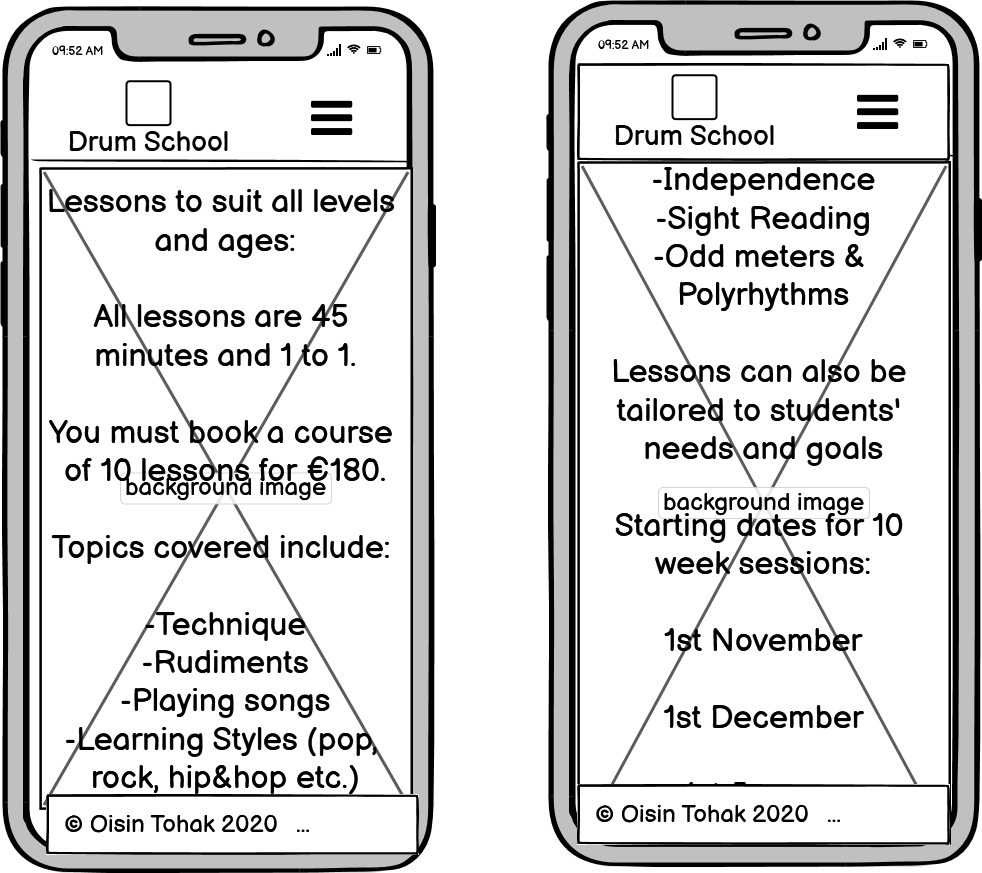 09:52 AM
Drum School
Lessons to suit all levels
and ages:
All lessons are 45
minutes and 1 to 1.
You must book a course
of 10 lessons for €180.
background image
Topics covered include:
-Technique
-Rudiments
-Playing songs
-Learning Styles (pop,
rock, hip&hop etc.)
© Oisin Tohak 2020 ...
09:52 AM
Drum School
-Independence
-Sight Reading
-Odd meters &
Polyrhythms
Lessons can also be
tailored to students'
needs and goals
background image
Starting dates for 10
week sessions:
1st November
1st December
© Oisin Tohak 2020 ...